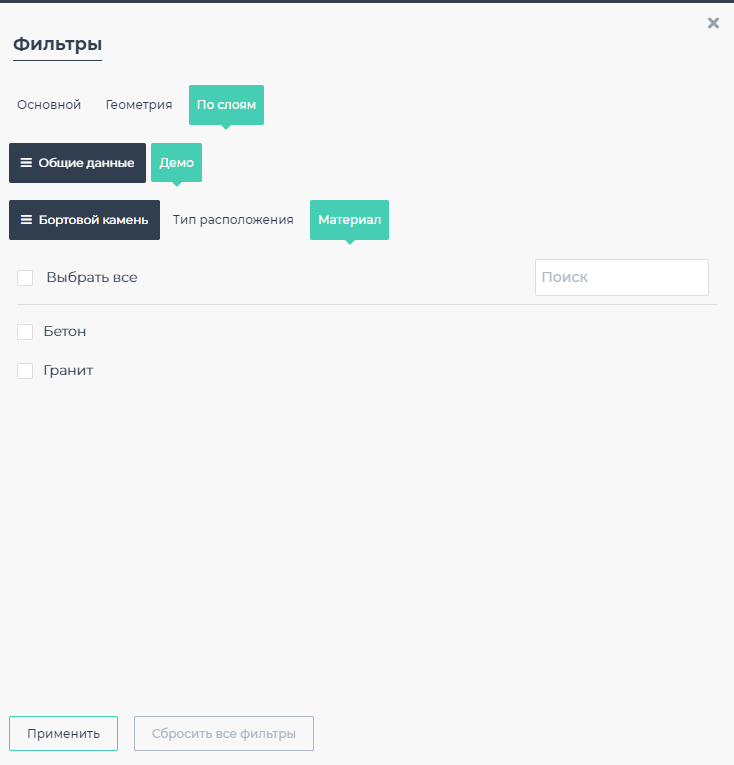 Фильтры
Основной Геометрия По слоям
Общие данные Демо
Бортовой камень Тип расположения Материал
Выбрать все Поиск
Бетон
Гранит
Применить Сбросить все фильтры